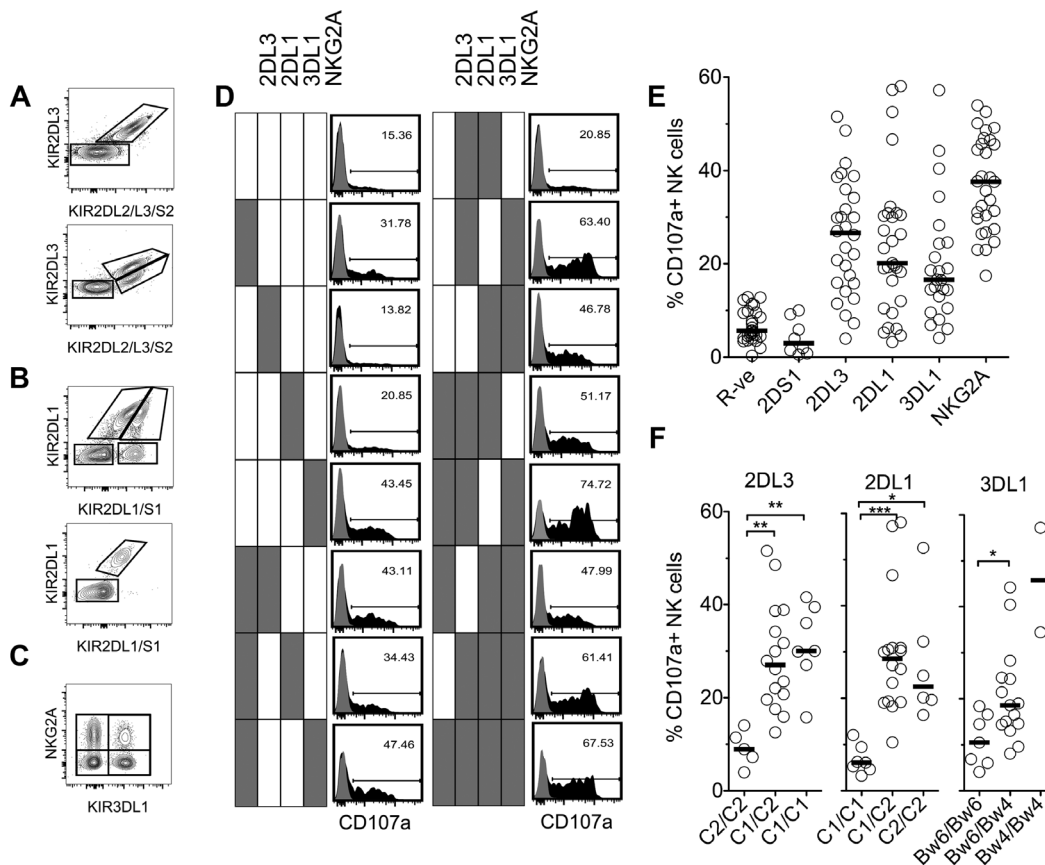 A
KIR2DL3
KIR2DL2/L3/S2
KIR2DL3
KIR2DL2/L3/S2
B
KIR2DL1
KIR2DL1/S1
KIR2DL1
KIR2DL1/S1
C
NKG2A
KIR3DL1
D
2DL3
2DL1
3DL1
NKG2A
2DL3
2DL1
3DL1
NKG2A
15.36
31.78
13.82
20.85
43.45
43.11
34.43
47.46
CD107a
20.85
63.40
46.78
51.17
74.72
47.99
61.41
67.53
CD107a
E
% CD107a+ NK cells
60
40
20
0
R-ve
2DS1
2DL3
2DL1
3DL1
NKG2A
F
% CD107a+ NK cells
60
40
20
0
2DL3
**
**
C2/C2
C1/C2
C1/C1
2DL1
*
***
C1/C1
C1/C2
C2/C2
3DL1
*
Bw6/Bw6
Bw6/Bw4
Bw4/Bw4